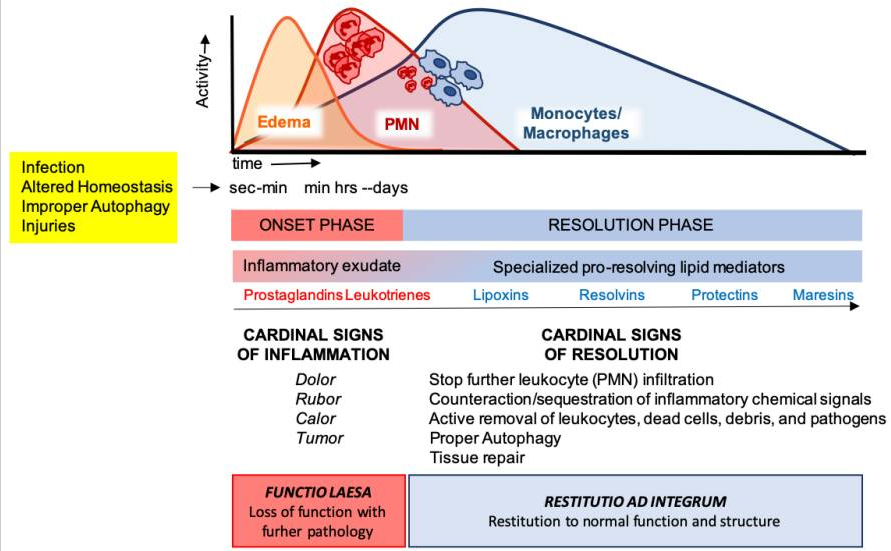 Activity→
Edema
PMN
Monocytes/
Macrophages
time
Infection
Altered Homeostasis
Improper Autophagy
Injuries
sec-min min hrs --days
ONSET PHASE
RESOLUTION PHASE
Inflammatory exudate
Specialized pro-resolving lipid mediators
Prostaglandins Leukotrienes Lipoxins Resolvins Protectins Maresins
CARDINAL SIGNS
OF INFLAMMATION
Dolor
Rubor
Calor
Tumor
CARDINAL SIGNS
OF RESOLUTION
Stop further leukocyte (PMN) infiltration
Counteraction/sequestration of inflammatory chemical signals
Active removal of leukocytes, dead cells, debris, and pathogens
Proper Autophagy
Tissue repair
FUNCTIO LAESA
Loss of function with
furher pathology
RESTITUTIO AD INTEGRUM
Restitution to normal function and structure